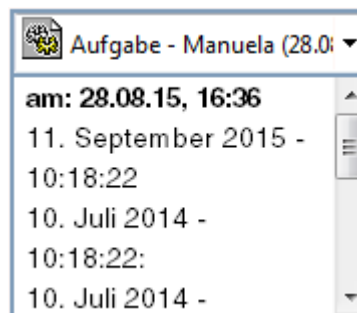 Aufgabe - Manuela (28.08
am: 28.08.15, 16:36
11. September 2015 -
10:18:22
10. Juli 2014 -
10:18:22:
10. Juli 2014 -